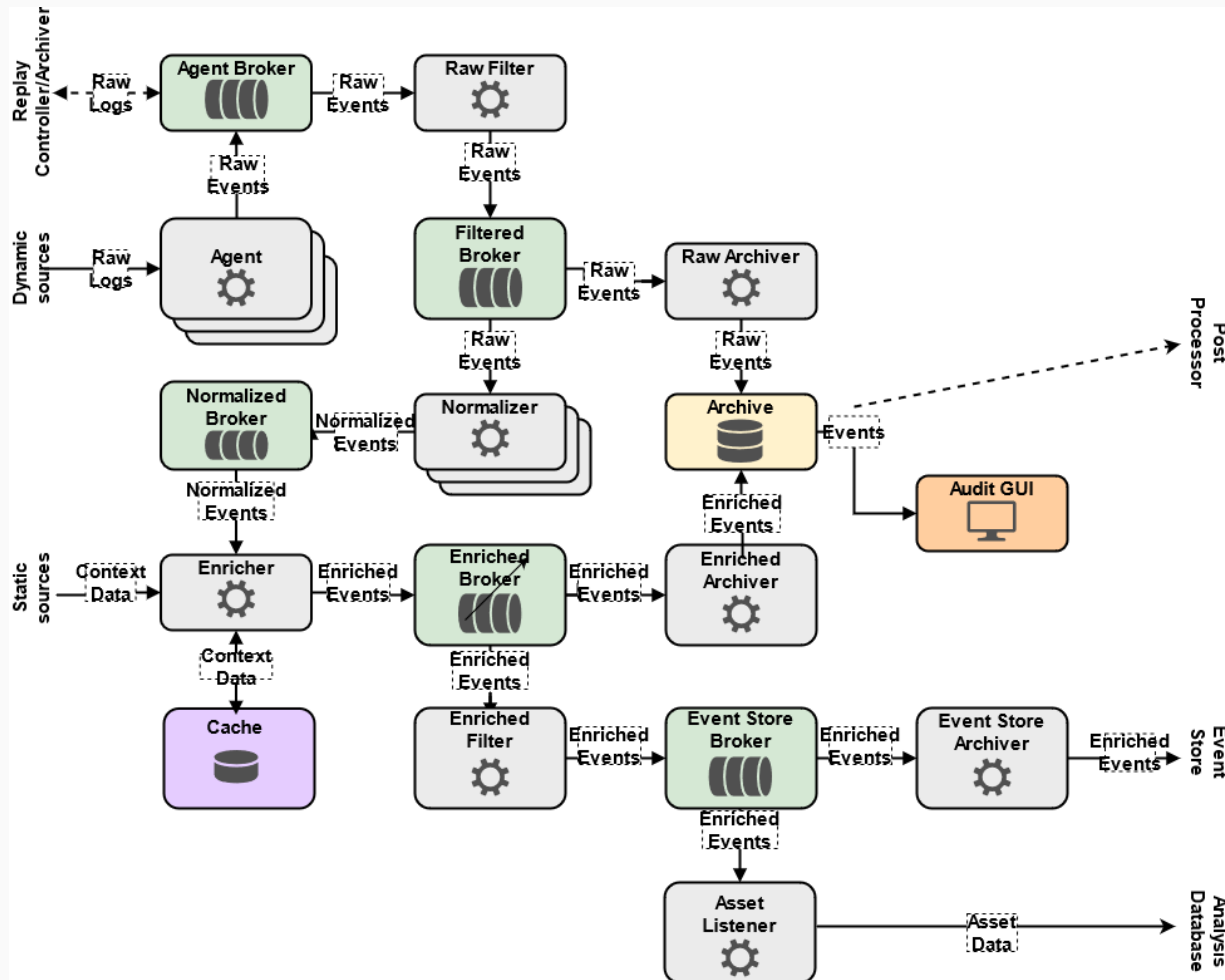 Replay
Controller/Archiver
Raw
Logs
Agent Broker
Raw
Events
Raw Filter
Raw
Events
Raw
Events
Dynamic
sources
Raw
Logs
Agent
Filtered
Broker
Raw
Events
Raw Archiver
Post
Processor
Raw
Events
Raw
Events
Normalized
Broker
Normalized
Events
Normalizer
Archive
Events
Audit GUI
Normalized
Events
Enriched
Events
Static
sources
Context
Data
Enricher
Enriched
Events
Enriched
Broker
Enriched
Events
Enriched
Archiver
Context
Data
Enriched
Events
Cache
Enriched
Filter
Enriched
Events
Event Store
Broker
Enriched
Events
Event Store
Archiver
Enriched
Events
Event
Store
Enriched
Events
Asset
Listener
Asset
Data
Analysis
Database